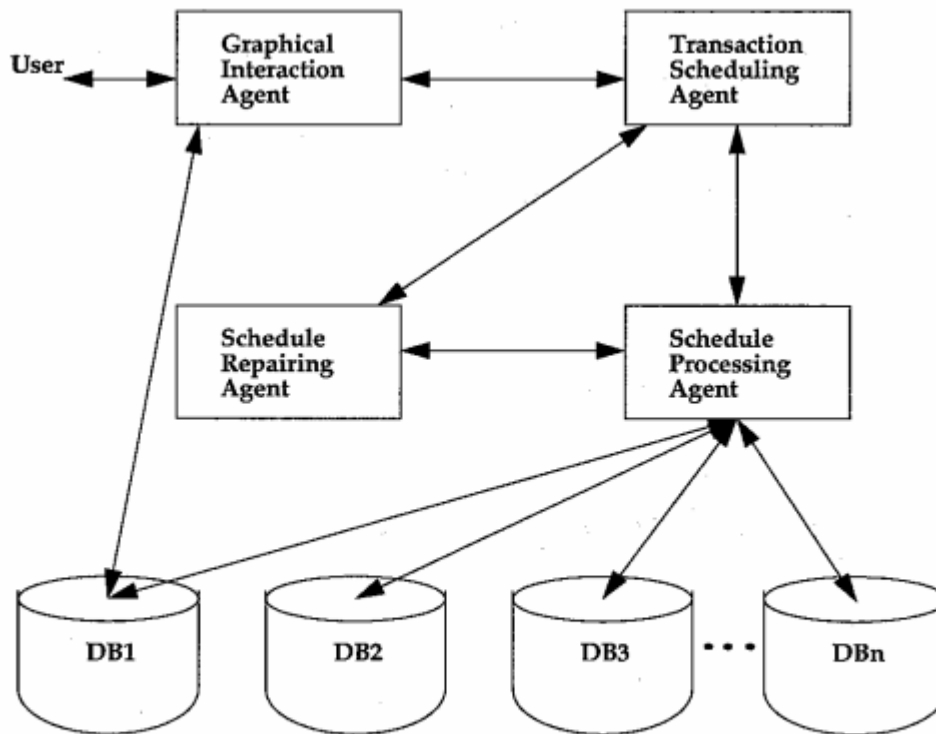 User
Graphical
Interaction
Agent
Transaction
Scheduling
Agent
Schedule
Repairing
Agent
Schedule
Processing
Agent
DB1
DB2
DB3
DBn